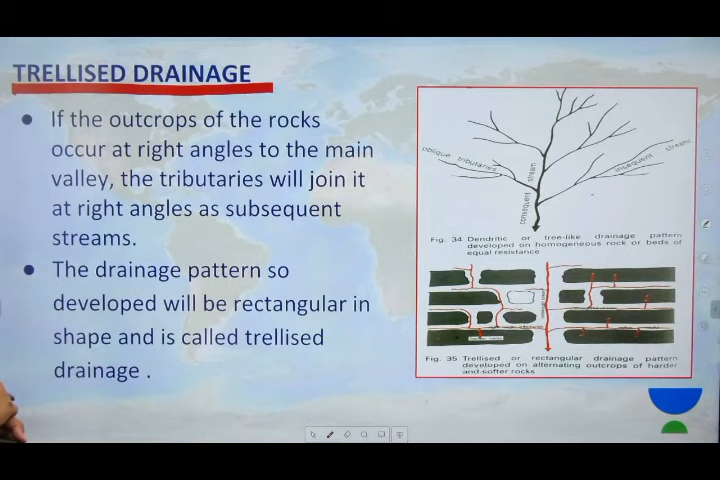 TRELLISED DRAINAGE
If the outcrops of the rocks
occur at right angles to the main
valley, the tributaries will join it
at right angles as subsequent
streams.
The drainage pattern so
developed will be rectangular in
shape and is called trellised
drainage .
oblique tributaries
consequent stream
insequent streams
Fig. 34 Dendritic or tree-like drainage pattern
developed on homogeneous rock or beds of
equal resistance
Fig. 35 Trellised or rectangular drainage pattern
developed on alternating outcrops of harder
and softer rocks